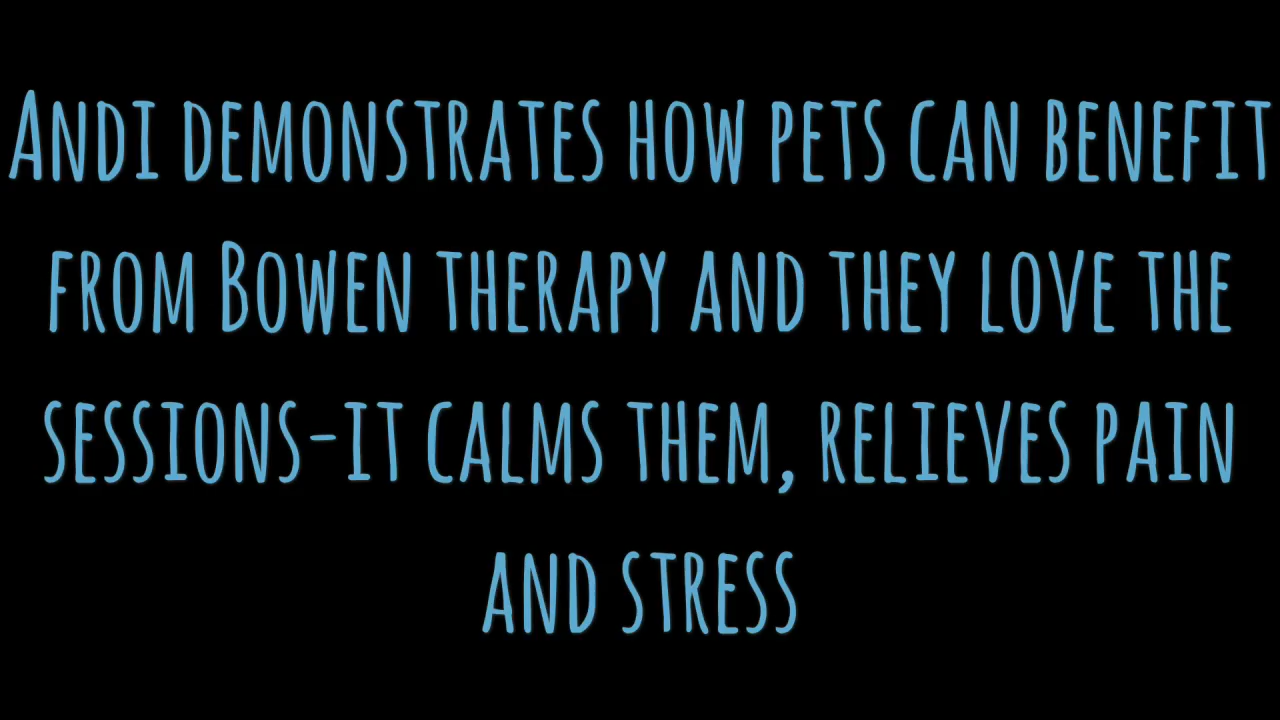 Andi demonstrates how pets can benefit
from Bowen therapy and they love the
sessions-it calms them, relieves pain
and stress